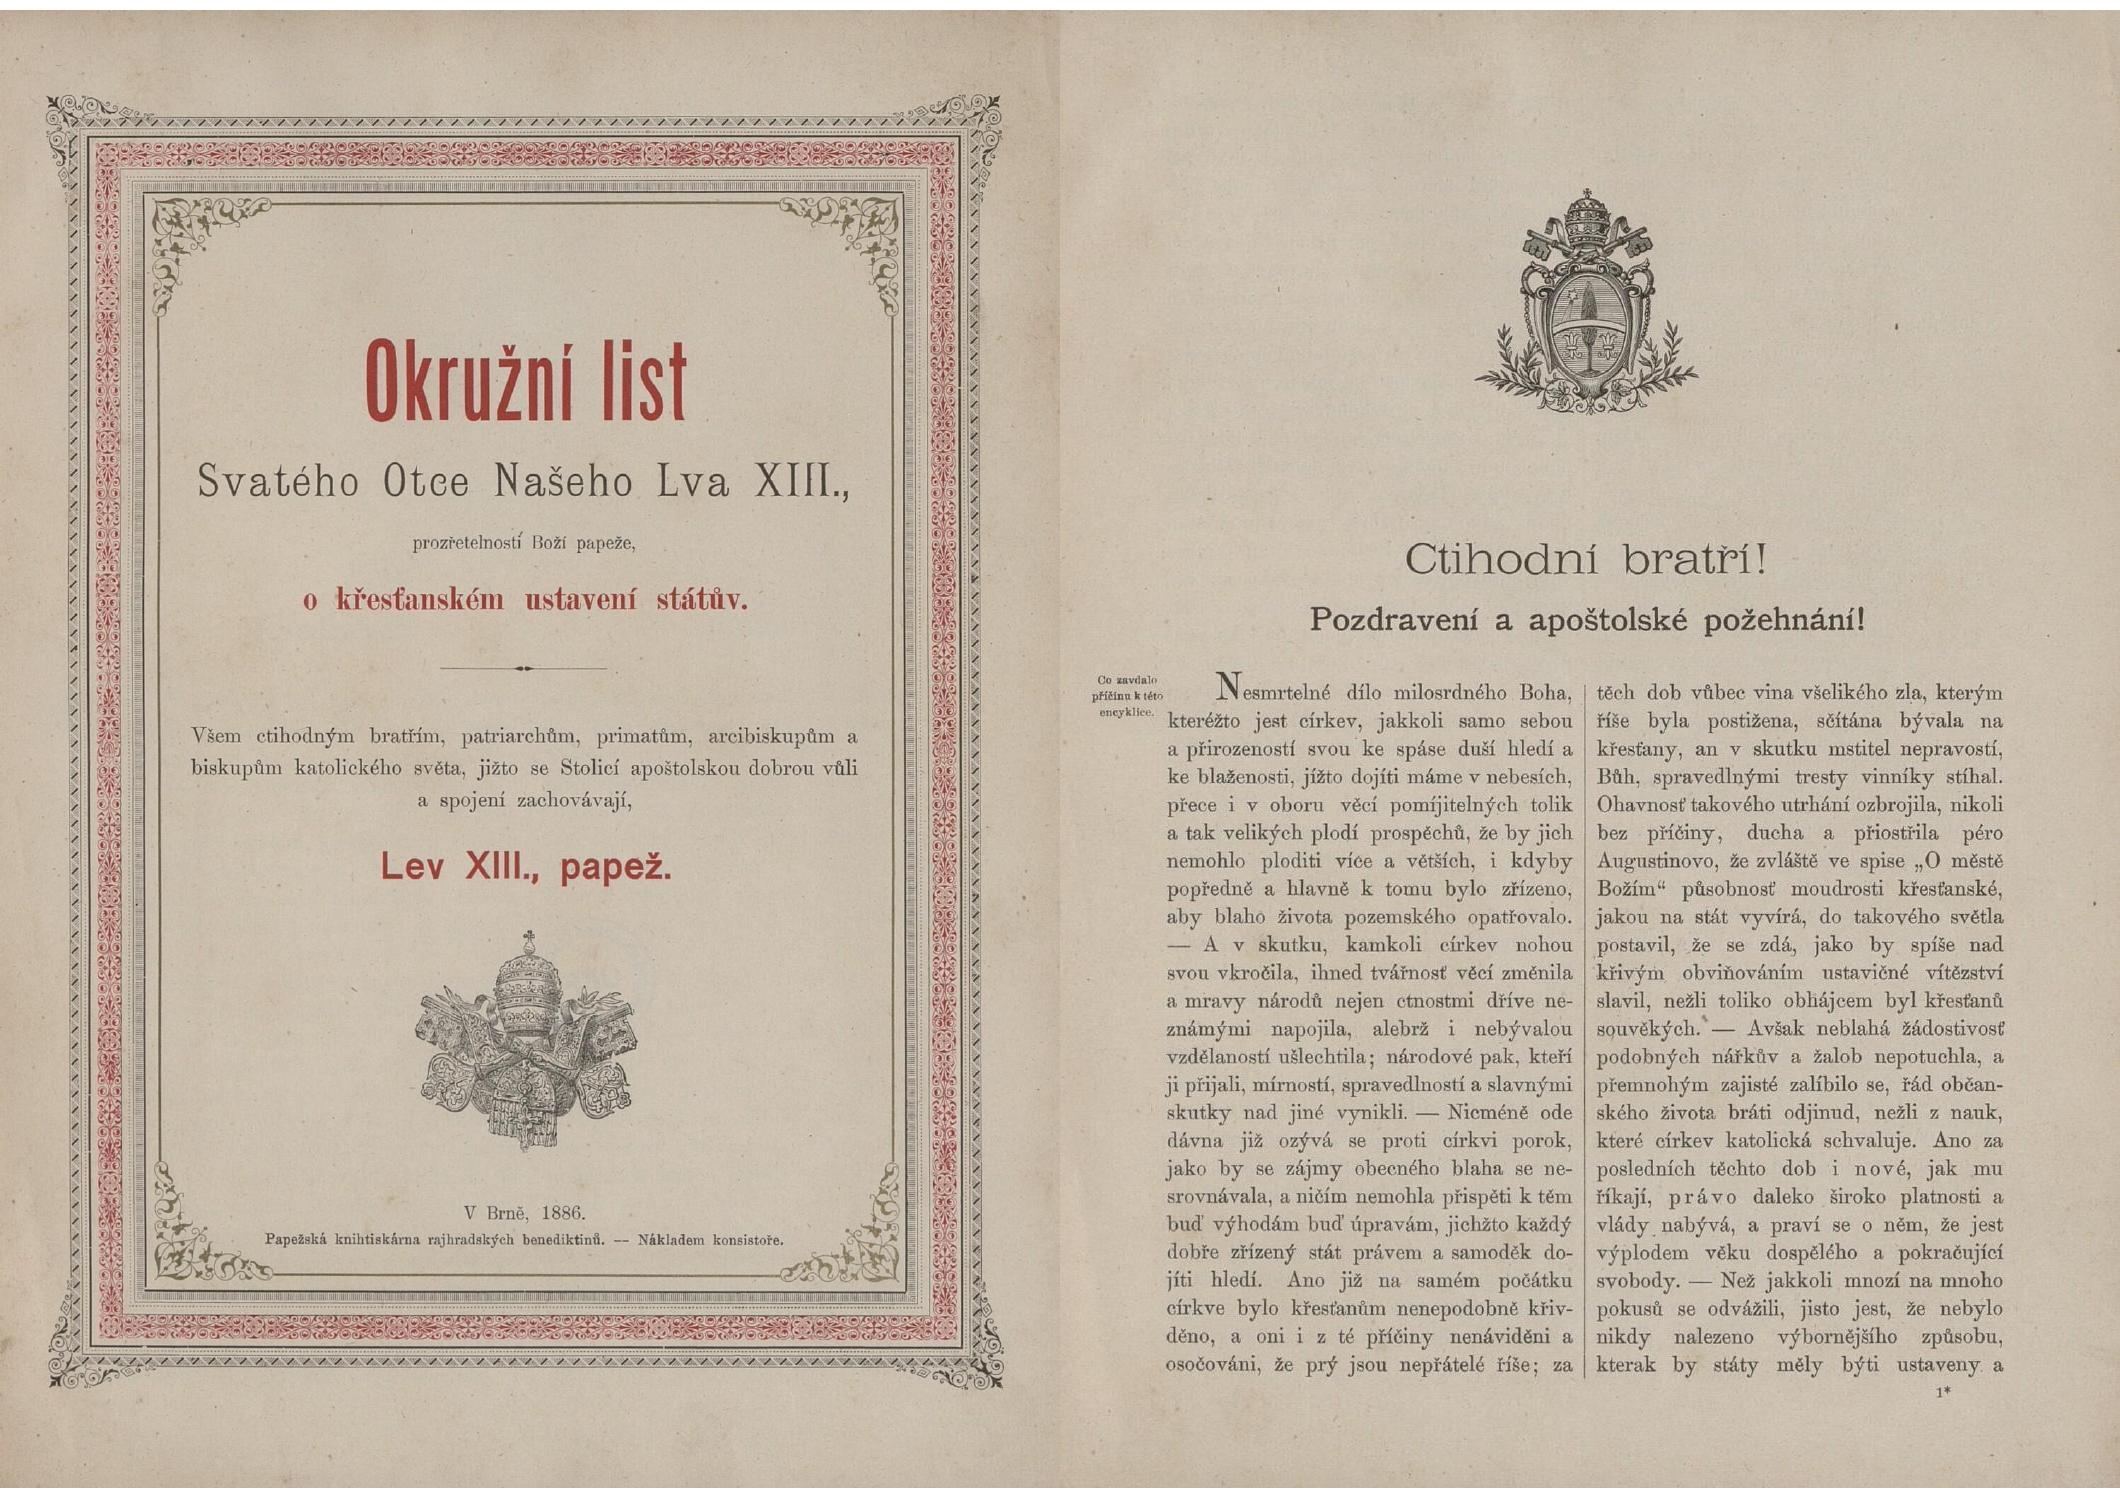 Okružní list
Svatého Otce Našeho Lva XIII.,
prozřetelností Boží papeže,
o křesťanském ustavení státův.
Všem ctihodným bratřím, patriarchům, primatům, arcibiskupům a
biskupům katolického světa, jižto se Stolicí apoštolskou dobrou vůli
a spojení zachovávají,
Lev XIII., papež.
V Brně, 1886.
Papežská knihtiskárna rajhradských benediktinů. — Nákladem konsistoře.
Ctihodní bratří!
Pozdravení a apoštolské požehnání!
Co zavdalo
příčinu k této
encyklice.
Nesmrtelné dílo milosrdného Boha,
kteréžto jest církev, jakkoli samo sebou
a přirozeností svou ke spáse duší hledí a
ke blaženosti, jížto dojíti máme v nebesích,
přece i v oboru věcí pomíjitelných tolik
a tak velikých plodí prospěchů, že by jich
nemohlo ploditi více a větších, i kdyby
popředně a hlavně k tomu bylo zřízeno,
aby blaho života pozemského opatřovalo.
— A v skutku, kamkoli církev nohou
svou vkročila, ihned tvářnosť věcí změnila
a mravy národů nejen ctnostmi dříve ne-
známými napojila, alebrž i nebývalou
vzdělaností ušlechtila; národové pak, kteří
ji přijali, mírností, spravedlností a slavnými
skutky nad jiné vynikli. — Nicméně ode
dávna již ozývá se proti církvi porok,
jako by se zájmy obecného blaha se ne-
srovnávala, a ničím nemohla přispěti k těm
buď výhodám buď úpravám, jichžto každý
dobře zřízený stát právem a samoděk do-
jíti hledí. Ano již na samém počátku
církve bylo křesťanům nenepodobně křiv-
děno, a oni i z té příčiny nenáviděni a
osočováni, že prý jsou nepřátelé říše; za
těch dob vůbec vina všelikého zla, kterým
říše byla postižena, sčítána bývala na
křesťany, an v skutku mstitel nepravostí,
Bůh, spravedlnými tresty vinníky stíhal.
Ohavnosť takového utrhání ozbrojila, nikoli
bez příčiny, ducha a přiostřila péro
Augustinovo, že zvláště ve spise „O městě
Božím“ působnosť moudrosti křesťanské,
jakou na stát vyvírá, do takového světla
postavil, že se zdá, jako by spíše nad
křivým obviňováním ustavičné vítězství
slavil, nežli toliko obhájcem byl křesťanů
souvěkých. — Avšak neblahá žádostivosť
podobných nářkův a žalob nepotuchla, a
přemnohým zajisté zalíbilo se, řád občan-
ského života bráti odjinud, nežli z nauk,
které církev katolická schvaluje. Ano za
posledních těchto dob i nové, jak mu
říkají, právo daleko široko platnosti a
vlády nabývá, a praví se o něm, že jest
výplodem věku dospělého a pokračující
svobody. — Než jakkoli mnozí na mnoho
pokusů se odvážili, jisto jest, že nebylo
nikdy nalezeno výbornějšího způsobu,
kterak by státy měly býti ustaveny a
1*